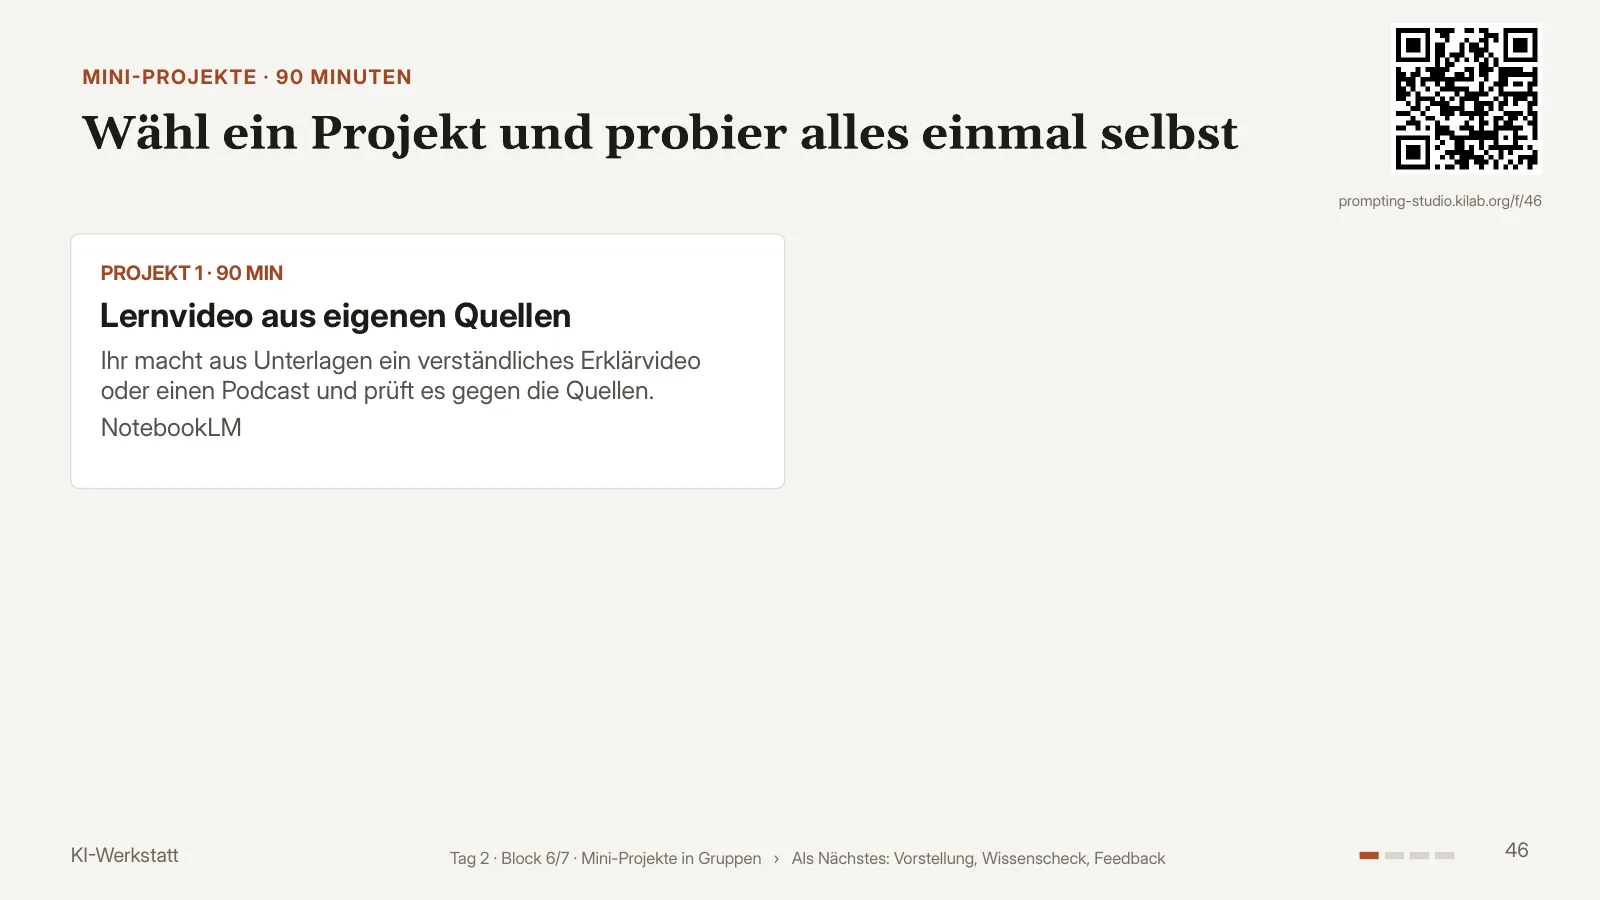 MINI-PROJEKTE · 90 MINUTEN
Wähl ein Projekt und probier alles einmal selbst
prompting-studio.kilab.org/f/46
PROJEKT 1 · 90 MIN
Lernvideo aus eigenen Quellen
Ihr macht aus Unterlagen ein verständliches Erklärvideo
oder einen Podcast und prüft es gegen die Quellen.
NotebookLM
KI-Werkstatt
Tag 2 · Block 6/7 · Mini-Projekte in Gruppen › Als Nächstes: Vorstellung, Wissenscheck, Feedback
46